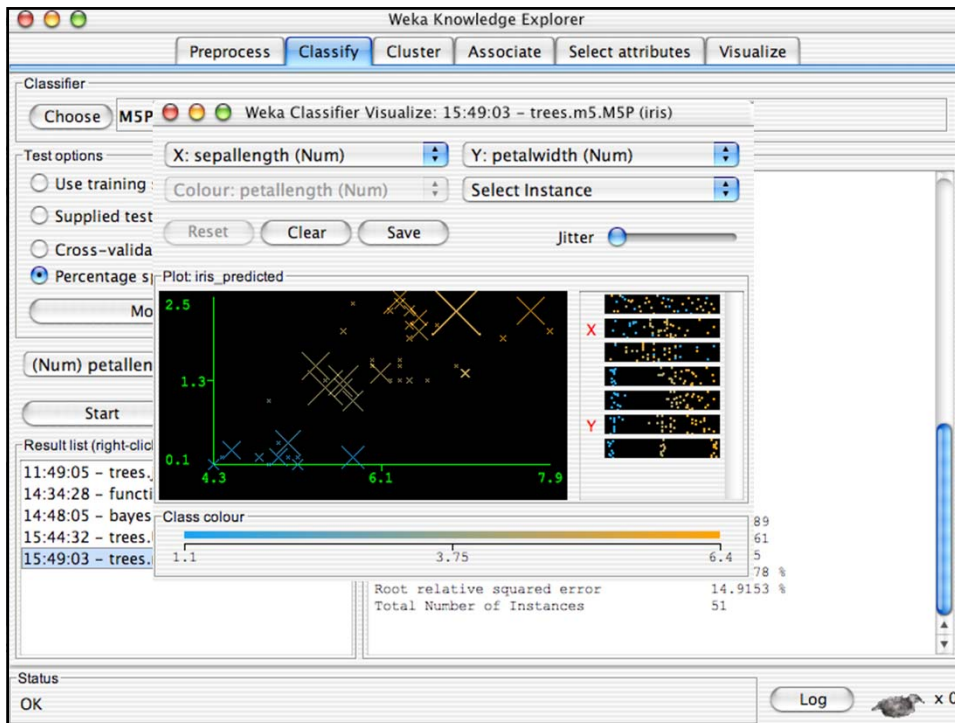 Weka Knowledge Explorer
Preprocess Classify Cluster Associate Select attributes Visualize
Classifier
Choose M5P
Weka Classifier Visualize: 15:49:03 - trees.m5.M5P (iris)
X: sepallength (Num) Y: petalwidth (Num)
Colour: petallength (Num) Select Instance
Reset Clear Save Jitter
Test options
Use training
Supplied test
Cross-valida
Percentage sp
Mo
(Num) petallen
Start
Result list (right-clic
11:49:05 - trees.
14:34:28 - functi
14:48:05 - bayes
15:44:32 - trees.
15:49:03 - trees.
Plot: iris_predicted
2.5
1.3
0.1
4.3 6.1 7.9
X
Y
Class colour
1.1 3.75 6.4
89
61
5
78 %
Root relative squared error 14.9153 %
Total Number of Instances 51
Status
OK
Log x 0